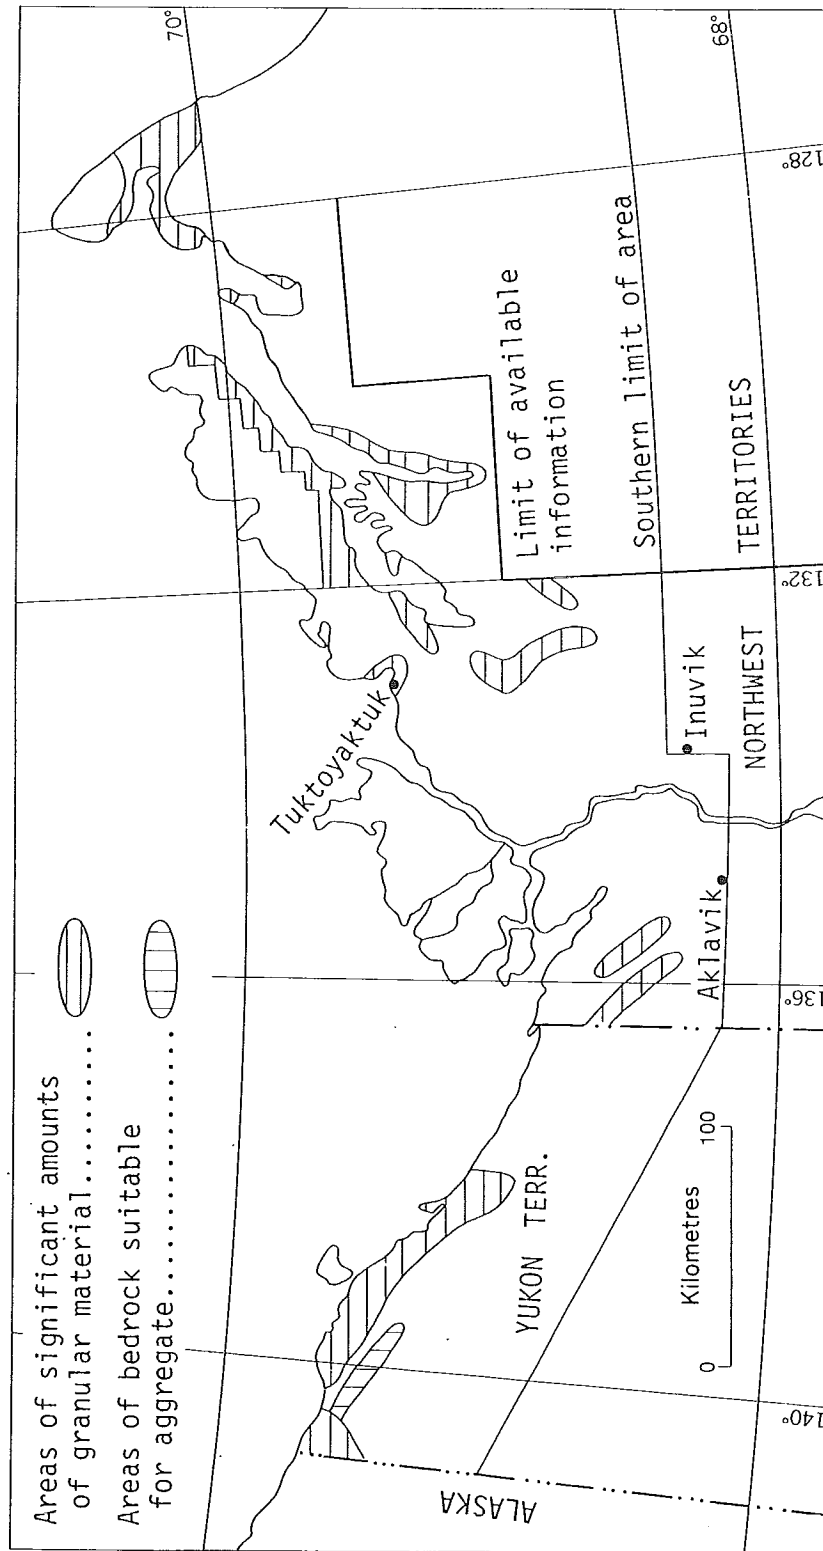 Areas of significant amounts
of granular material..........
Areas of bedrock suitable
for aggregate..................
70°
68°
128°
132°
136°
140°
Tuktoyaktuk
Limit of available
information
Southern limit of area
TERRITORIES
NORTHWEST
Inuvik
Aklavik
YUKON TERR.
ALASKA
Kilometres
0
100